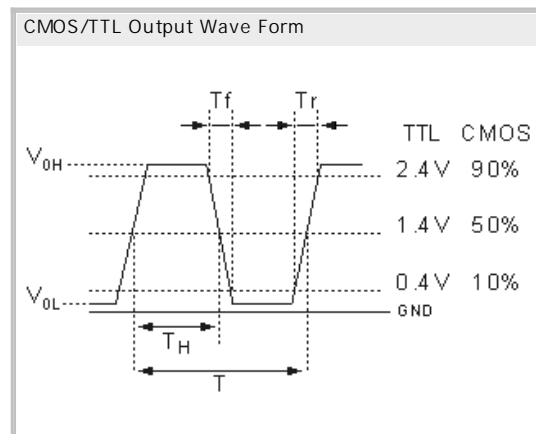 CMOS/TTL Output Wave Form
Tf Tr
TTL CMOS
V0H
2.4V 90%
1.4V 50%
0.4V 10%
V0L
GND
TH
T